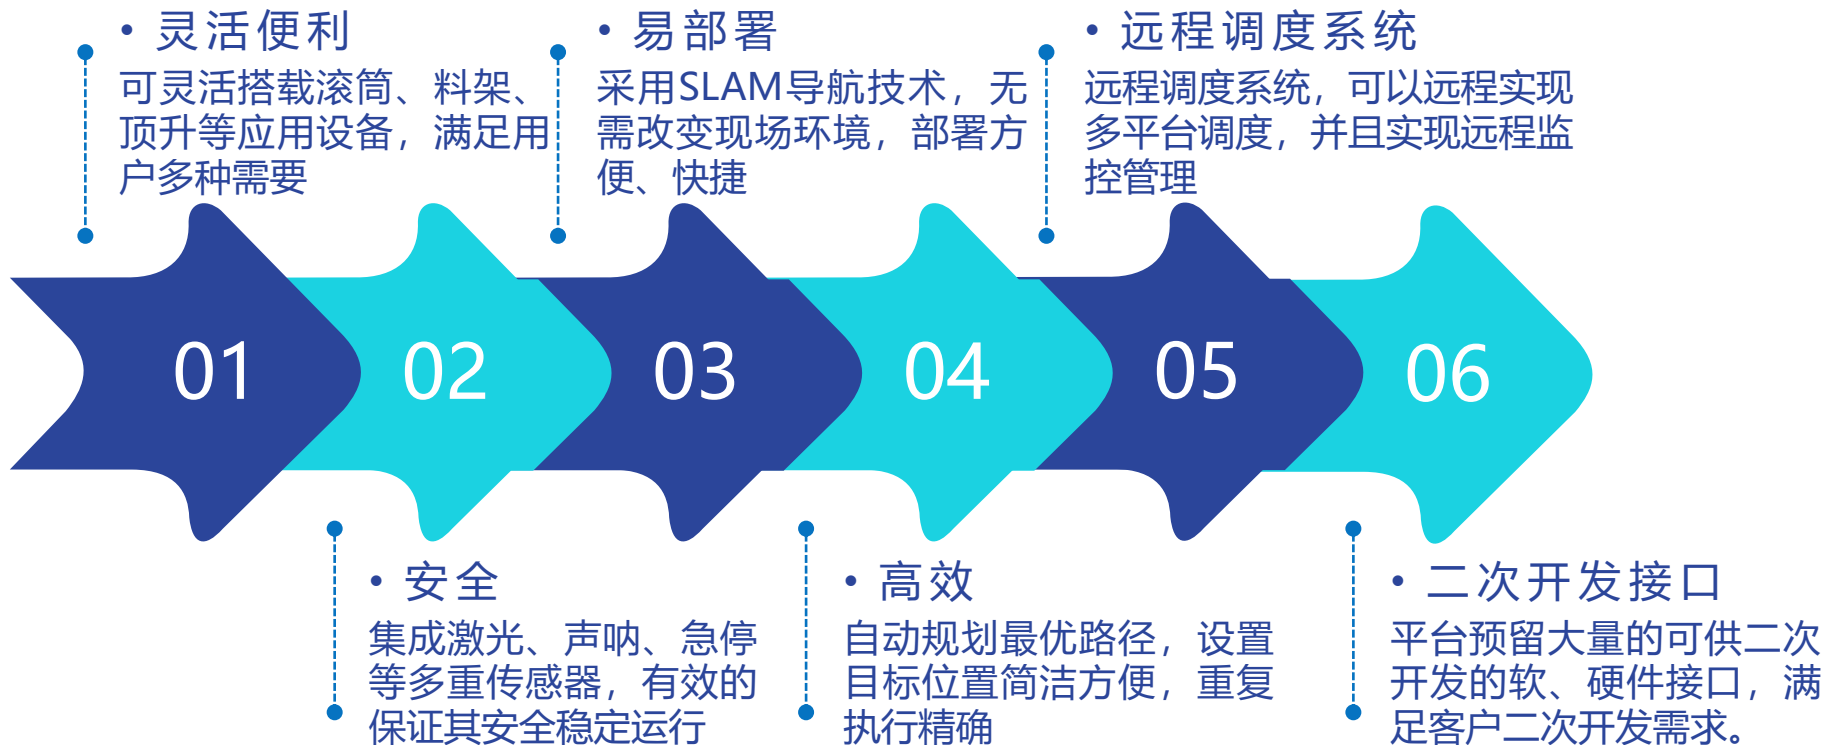 • 灵活便利
可灵活搭载滚筒、料架、
顶升等应用设备，满足用
户多种需要
• 易部署
采用SLAM导航技术，无
需改变现场环境，部署方
便、快捷
• 远程调度系统
远程调度系统，可以远程实现
多平台调度，并且实现远程监
控管理
01
02
03
04
05
06
• 安全
集成激光、声呐、急停
等多重传感器，有效的
保证其安全稳定运行
• 高效
自动规划最优路径，设置
目标位置简洁方便，重复
执行精确
• 二次开发接口
平台预留大量的可供二次
开发的软、硬件接口，满
足客户二次开发需求。